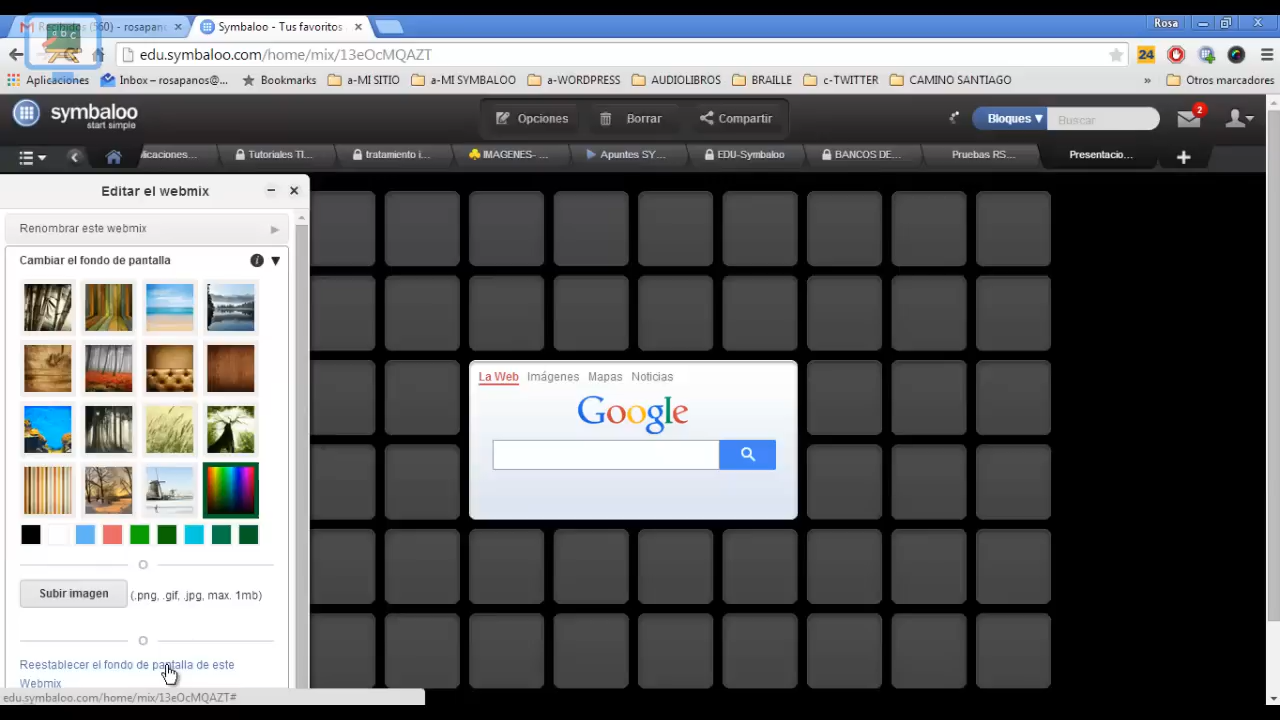 Recibidos (560) - rosapano
Symbaloo - Tus favoritos
Rosa
edu.symbaloo.com/home/mix/13eOcMQAZT
24
Aplicaciones
Inbox – rosapanos@...
Bookmarks
a-MI SITIO
a-MI SYMBALOO
a-WORDPRESS
AUDIOLIBROS
BRAILLE
c-TWITTER
CAMINO SANTIAGO
»
Otros marcadores
symbaloo
start simple
Opciones
Borrar
Compartir
Bloques
Buscar
2
licaciones...
Tutoriales TI...
tratamiento i...
IMAGENES- ...
Apuntes SY...
EDU-Symbaloo
BANCOS DE...
Pruebas RS...
Presentacio...
+
Editar el webmix
Renombrar este webmix
Cambiar el fondo de pantalla
O
Subir imagen
(.png, .gif, .jpg, max. 1mb)
O
Reestablecer el fondo de pantalla de este
Webmix
edu.symbaloo.com/home/mix/13eOcMQAZT#
La Web
Imágenes
Mapas
Noticias
Google